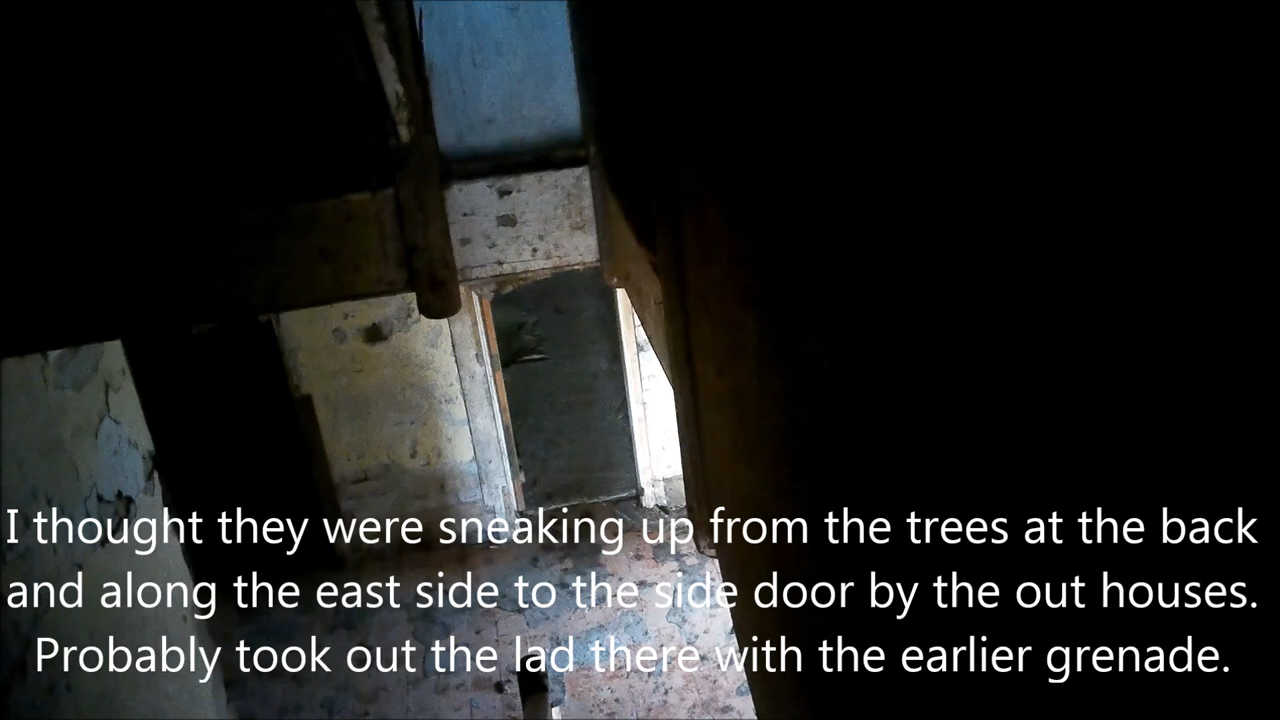 I thought they were sneaking up from the trees at the back
and along the east side to the side door by the out houses.
Probably took out the lad there with the earlier grenade.